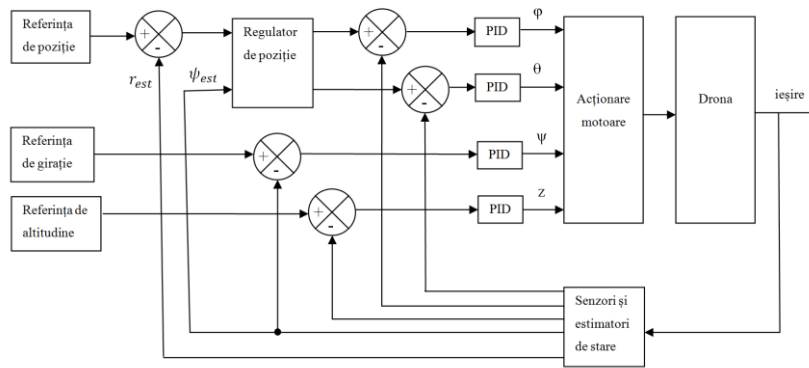 Referința
de poziție
+
-
r_est
ψ_est
Regulator
de poziție
+
-
PID
φ
+
-
PID
θ
Acționare
motoare
Drona
ieșire
Referința
de girație
+
-
PID
ψ
Referința de
altitudine
+
-
PID
z
Senzori și
estimatori
de stare